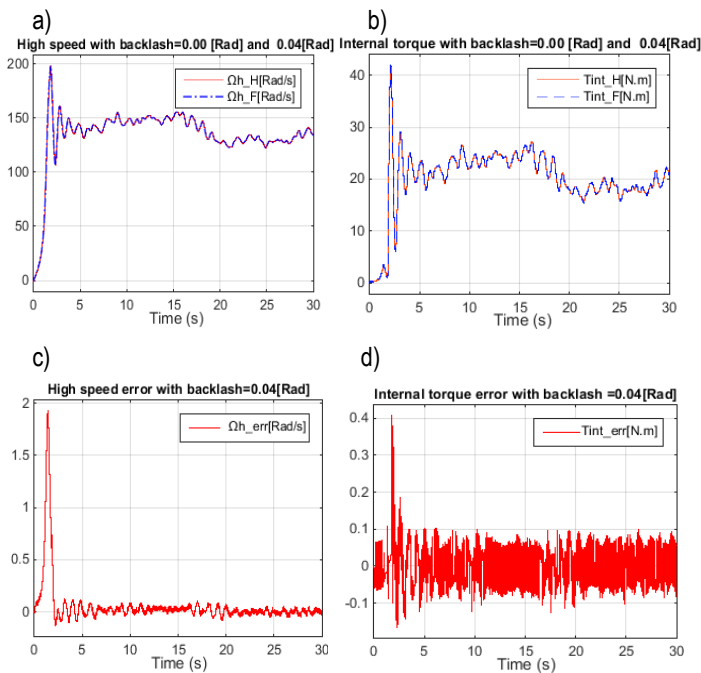 a)
High speed with backlash=0.00 [Rad] and 0.04[Rad]
Ωh_H[Rad/s]
Ωh_F[Rad/s]
200
150
100
50
0
0 5 10 15 20 25 30
Time (s)
b)
Internal torque with backlash=0.00 [Rad] and 0.04[Rad]
Tint_H[N.m]
Tint_F[N.m]
40
30
20
10
0
0 5 10 15 20 25 30
Time (s)
c)
High speed error with backlash=0.04[Rad]
Ωh_err[Rad/s]
2
1.5
1
0.5
0
0 5 10 15 20 25 30
Time (s)
d)
Internal torque error with backlash =0.04[Rad]
Tint_err[N.m]
0.4
0.3
0.2
0.1
0
-0.1
0 5 10 15 20 25 30
Time (s)